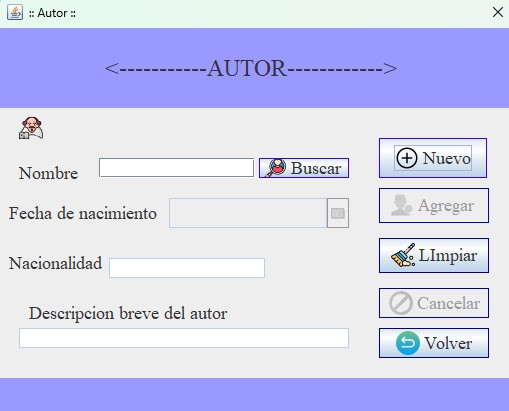 :: Autor ::
<-----------AUTOR------------>
Nombre
Buscar
Nuevo
Fecha de nacimiento
Agregar
Nacionalidad
LImpiar
Descripcion breve del autor
Cancelar
Volver